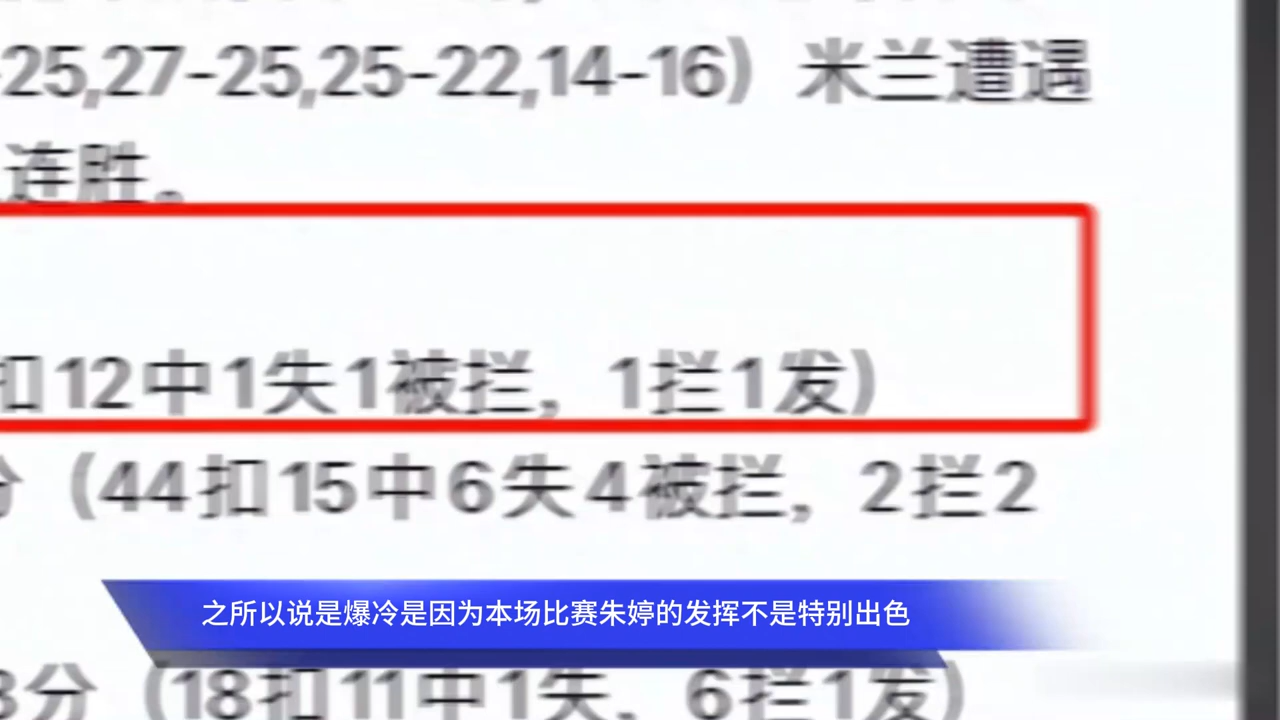 -25,27-25,25-22,14-16）米兰遭遇
连胜。
扣12中1失1被拦，1拦1发）
分（44扣15中6失4被拦，2拦2
之所以说是爆冷是因为本场比赛朱婷的发挥不是特别出色
8分（18扣11中1失，6拦1发）